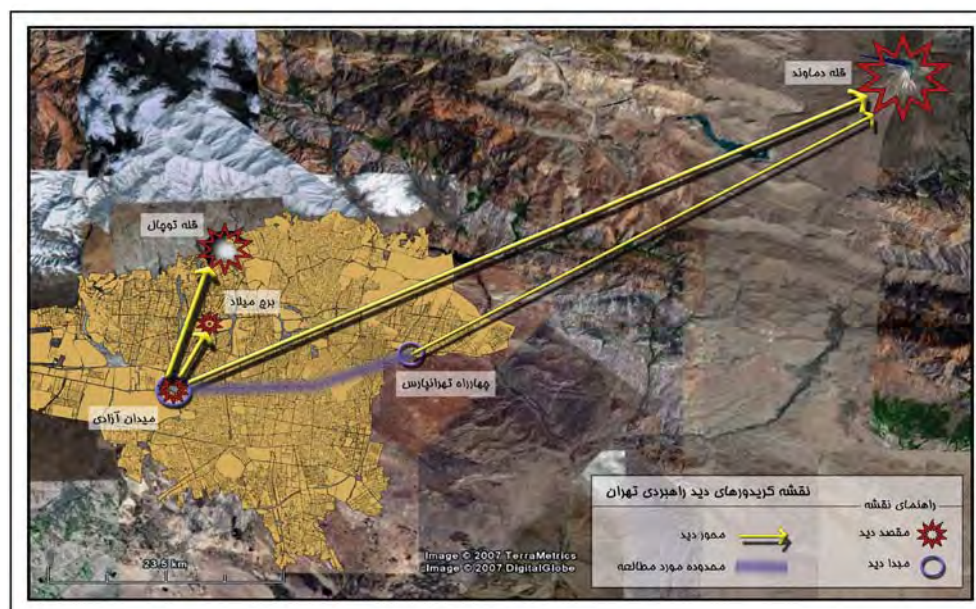 قله دماوند
قله توچال
برج میلاد
چهارراه تهرانپارس
میدان آزادی
نقشه کریدورهای دید راهبردی تهران
راهنمای نقشه
مقصد دید
محور دید
مبدا دید
محدوده مورد مطالعه
Image © 2007 TerraMetrics
Image © 2007 DigitalGlobe
23.5 km